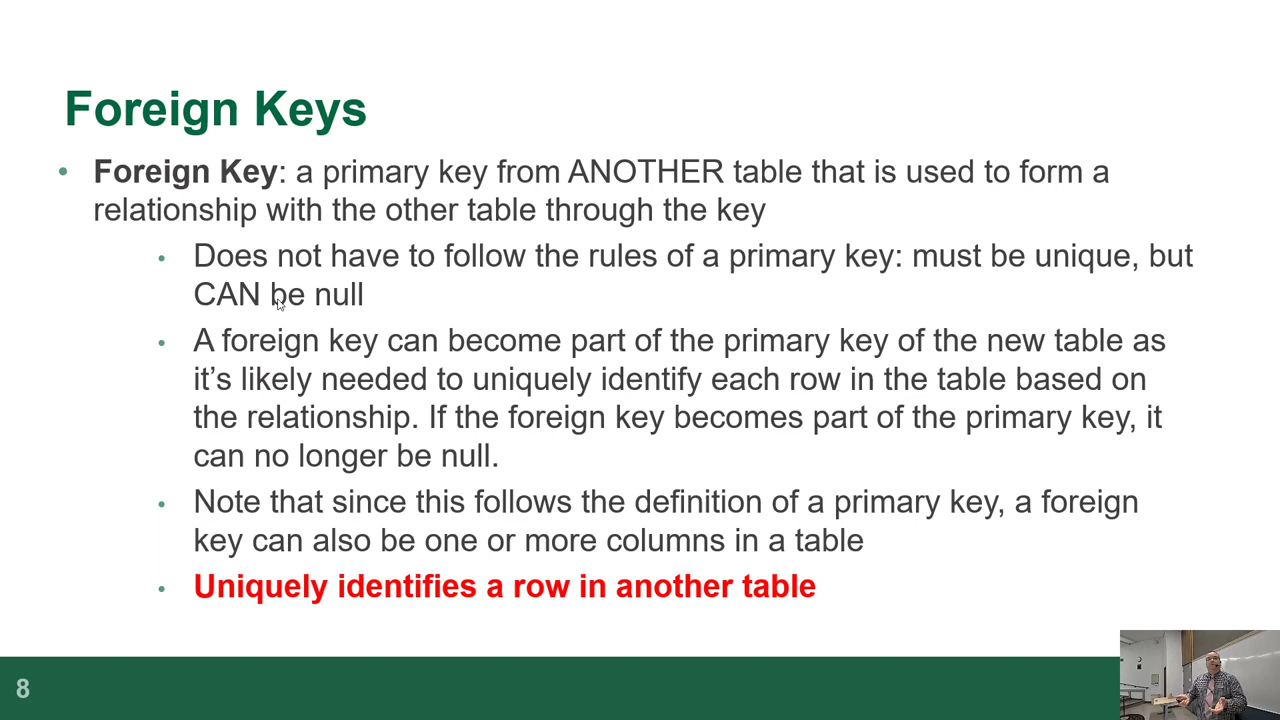 Foreign Keys
• Foreign Key: a primary key from ANOTHER table that is used to form a
relationship with the other table through the key
• Does not have to follow the rules of a primary key: must be unique, but
CAN be null
• A foreign key can become part of the primary key of the new table as
it’s likely needed to uniquely identify each row in the table based on
the relationship. If the foreign key becomes part of the primary key, it
can no longer be null.
• Note that since this follows the definition of a primary key, a foreign
key can also be one or more columns in a table
• Uniquely identifies a row in another table
8